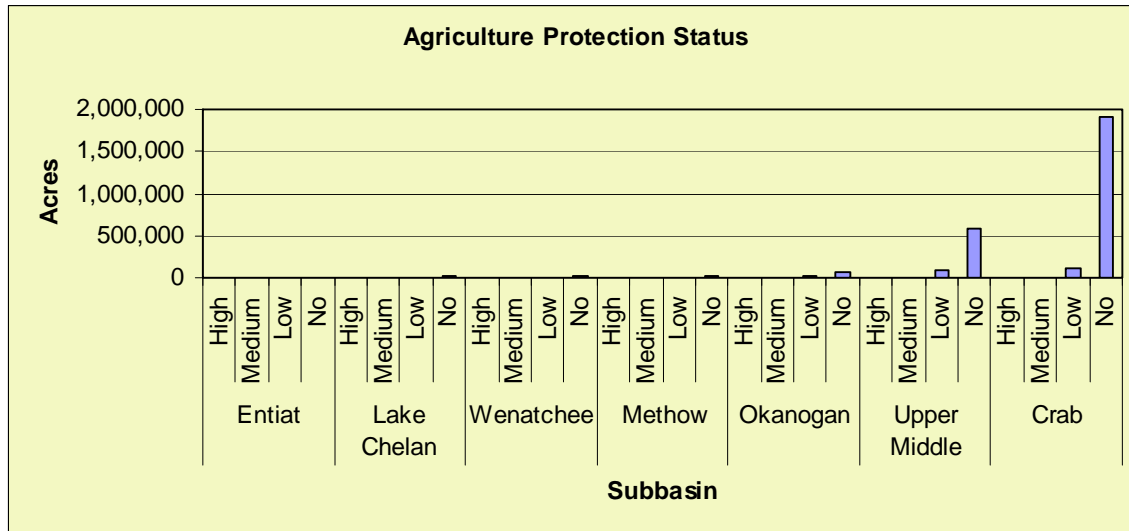 Agriculture Protection Status
Acres
2,000,000
1,500,000
1,000,000
500,000
0
High Medium Low No High Medium Low No High Medium Low No High Medium Low No High Medium Low No High Medium Low No High Medium Low No
Entiat Lake Wenatchee Methow Okanogan Upper Crab
Chelan Middle
Subbasin